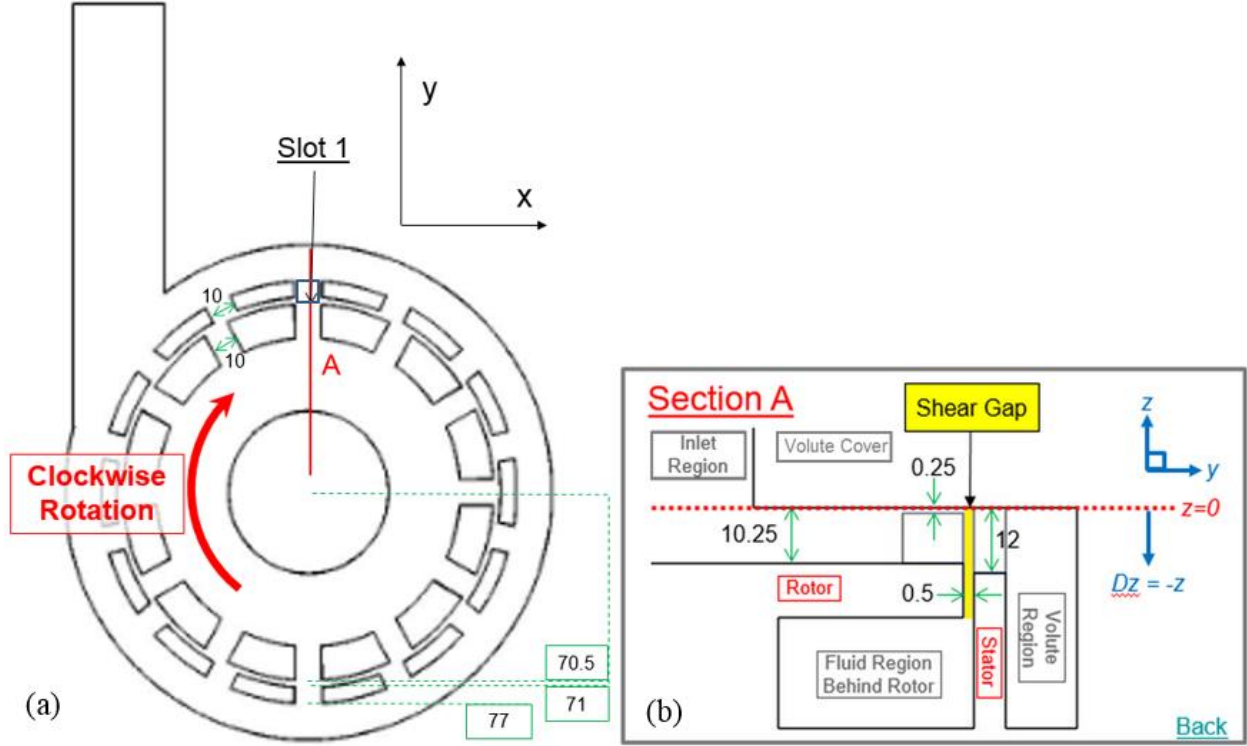 y
Slot 1
x
10
10
A
Clockwise
Rotation
70.5
71
77
(a)
Section A
Shear Gap
Inlet
Region
Volute Cover
0.25
z
y
z=0
10.25
12
Dz = -z
Rotor
0.5
Fluid Region
Behind Rotor
Stator
Volute
Region
(b)
Back